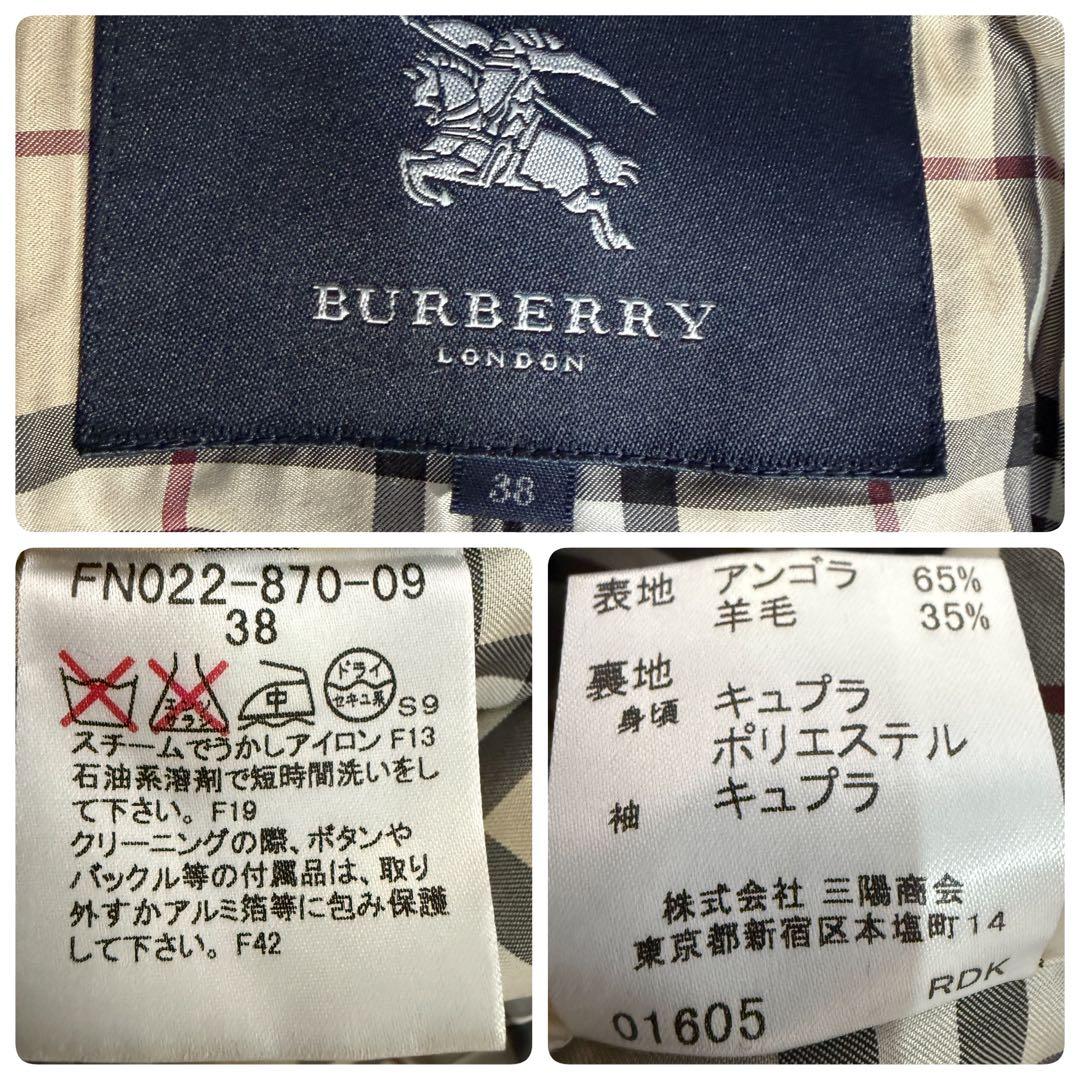 BURBERRY
LONDON
38
FN022-870-09
38
エンソ
サラシ
中
ドライ
セキユ系
S9
スチームでうかしアイロン F13
石油系溶剤で短時間洗いをし
て下さい。F19
クリーニングの際、ボタンや
バックル等の付属品は、取り
外すかアルミ箔等に包み保護
して下さい。F42
表地 アンゴラ 65%
羊毛 35%
裏地
身頃 キュプラ
ポリエステル
袖 キュプラ
株式会社 三陽商会
東京都新宿区本塩町14
RDK
01605